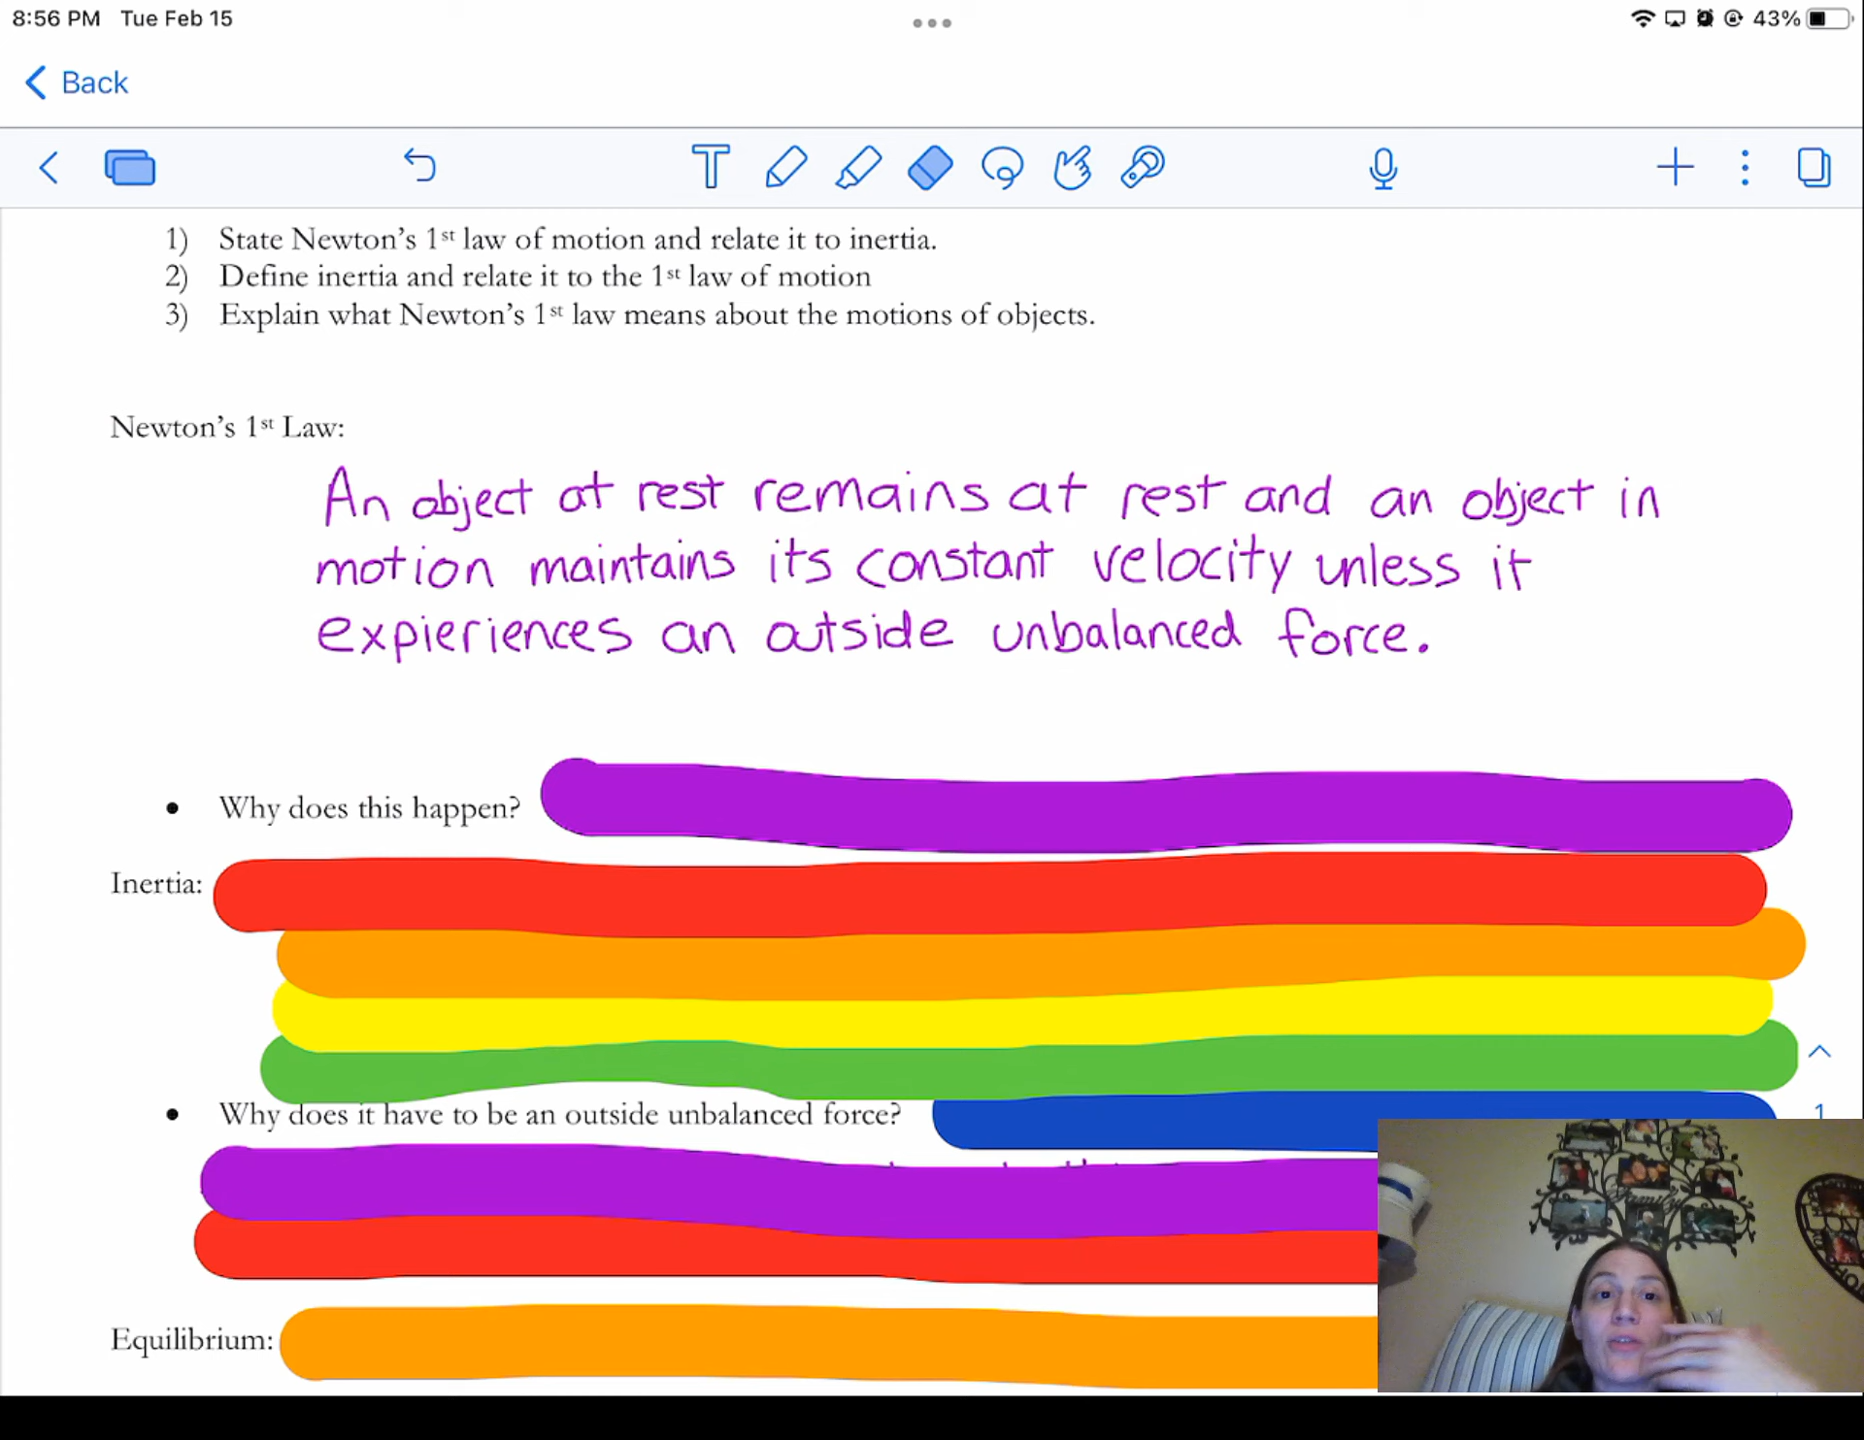 8:56 PM Tue Feb 15
43%
Back
1) State Newton's 1st law of motion and relate it to inertia.
2) Define inertia and relate it to the 1st law of motion
3) Explain what Newton's 1st law means about the motions of objects.
Newton's 1st Law:
An object at rest remains at rest and an object in
motion maintains its constant velocity unless it
expieriences an outside unbalanced force.
• Why does this happen?
Inertia:
• Why does it have to be an outside unbalanced force?
1
Family
Equilibrium: